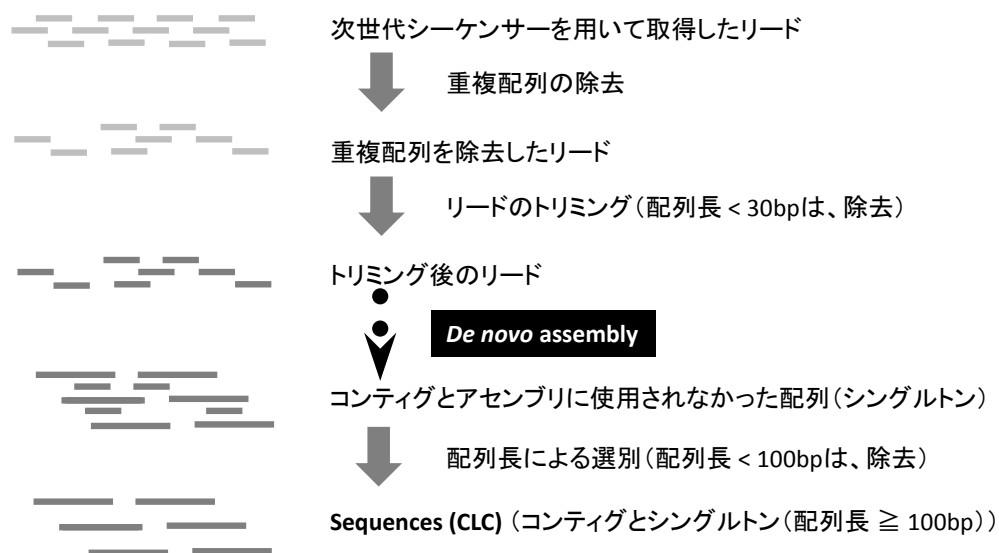 次世代シーケンサーを用いて取得したリード
重複配列の除去
重複配列を除去したリード
リードのトリミング（配列長 < 30bpは、除去）
トリミング後のリード
De novo assembly
コンティグとアセンブリに使用されなかった配列（シングルトン）
配列長による選別（配列長 < 100bpは、除去）
Sequences (CLC)（コンティグとシングルトン（配列長 ≧ 100bp））